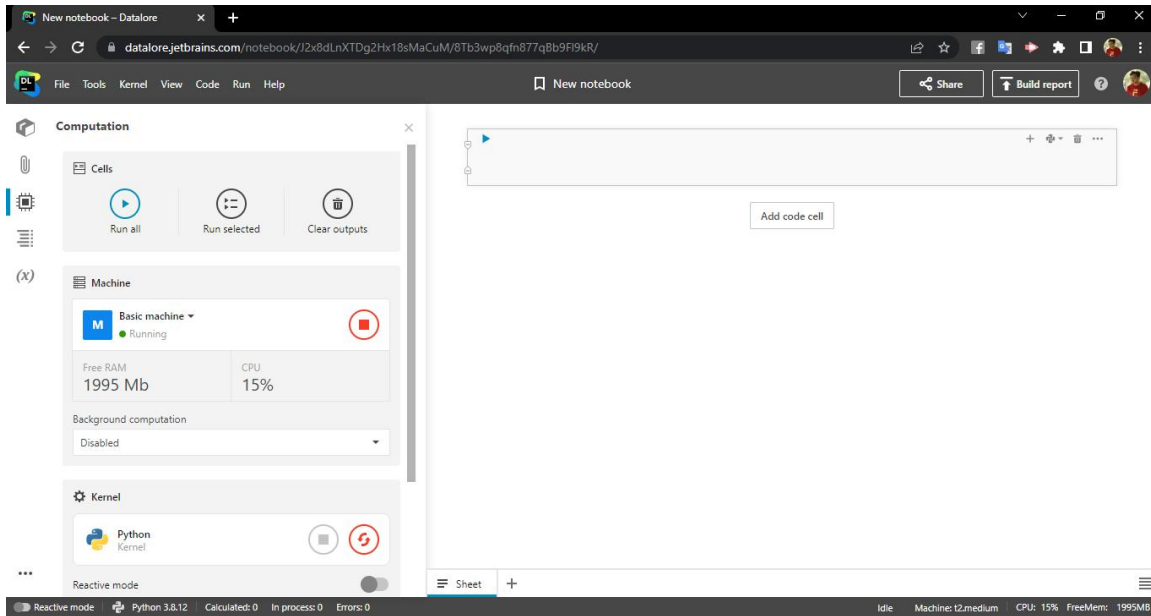 New notebook – Datalore
datalore.jetbrains.com/notebook/J2x8dLnXTDg2Hx18sMaCuM/8Tb3wp8qfn877qBb9Fl9kR/
DL
File Tools Kernel View Code Run Help
New notebook
Share
Build report
Computation
Cells
Run all
Run selected
Clear outputs
Add code cell
(x)
Machine
M
Basic machine
Running
Free RAM
CPU
1995 Mb
15%
Background computation
Disabled
Kernel
Python
Kernel
Reactive mode
Sheet
Reactive mode Python 3.8.12 Calculated: 0 In process: 0 Errors: 0 Idle Machine: t2.medium CPU: 15% FreeMem: 1995MB